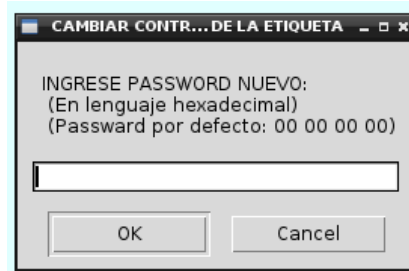 CAMBIAR CONTR...DE LA ETIQUETA
INGRESE PASSWORD NUEVO:
(En lenguaje hexadecimal)
(Passward por defecto: 00 00 00 00)
OK Cancel